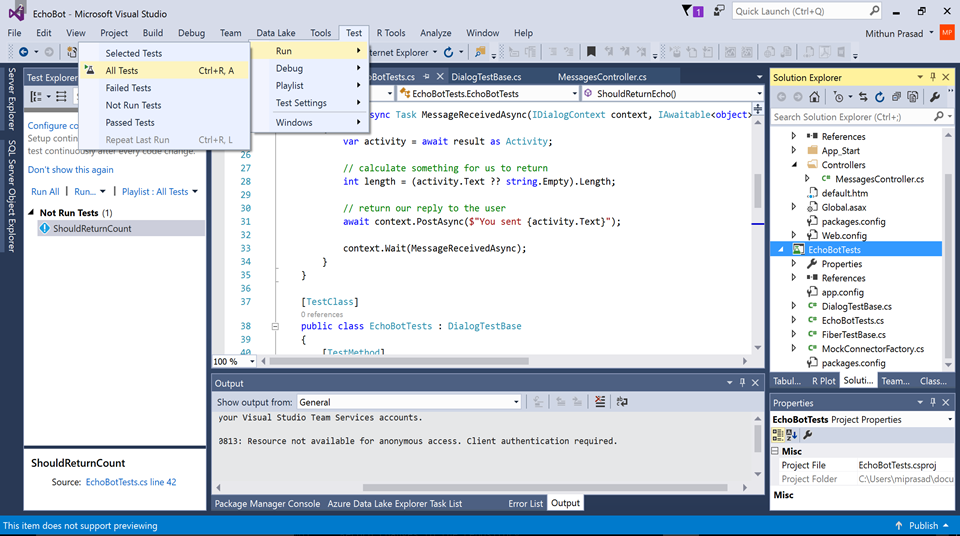 EchoBot - Microsoft Visual Studio
1
Quick Launch (Ctrl+Q)
File Edit View Project Build Debug Team Data Lake Tools Test R Tools Analyze Window Help
Mithun Prasad
MP
Internet Explorer
Selected Tests
All Tests Ctrl+R, A
Failed Tests
Not Run Tests
Passed Tests
Repeat Last Run Ctrl+R, L
Run
Debug
Playlist
Test Settings
Windows
Server Explorer
SQL Server Object Explorer
Test Explorer
Search
Configure co
Setup contin
test continuously after every code change.
Don't show this again
Run All Run... Playlist : All Tests
Not Run Tests (1)
ShouldReturnCount
ShouldReturnCount
Source: EchoBotTests.cs line 42
Tests.cs DialogTestBase.cs MessagesController.cs
EchoBotTests.EchoBotTests ShouldReturnEcho()
sync Task MessageReceivedAsync(IDialogContext context, IAwaitable<object>
26 var activity = await result as Activity;
27
28 // calculate something for us to return
int length = (activity.Text ?? string.Empty).Length;
30 // return our reply to the user
31 await context.PostAsync($"You sent {activity.Text}");
32
33 context.Wait(MessageReceivedAsync);
34 }
35 }
36
37 [TestClass]
0 references
38 public class EchoBotTests : DialogTestBase
39 {
40 [TestMethod]
100 %
Output
Show output from: General
your Visual Studio Team Services accounts.
0813: Resource not available for anonymous access. Client authentication required.
Package Manager Console Azure Data Lake Explorer Task List Error List Output
Solution Explorer
Search Solution Explorer (Ctrl+;)
References
App_Start
Controllers
MessagesController.cs
default.htm
Global.asax
packages.config
Web.config
EchoBotTests
Properties
References
app.config
DialogTestBase.cs
EchoBotTests.cs
FiberTestBase.cs
MockConnectorFactory.cs
packages.config
Tabul... R Plot Soluti... Team... Class...
Properties
EchoBotTests Project Properties
Misc
Project File EchoBotTests.csproj
Project Folder C:\Users\miprasad\docu
Misc
This item does not support previewing
Publish